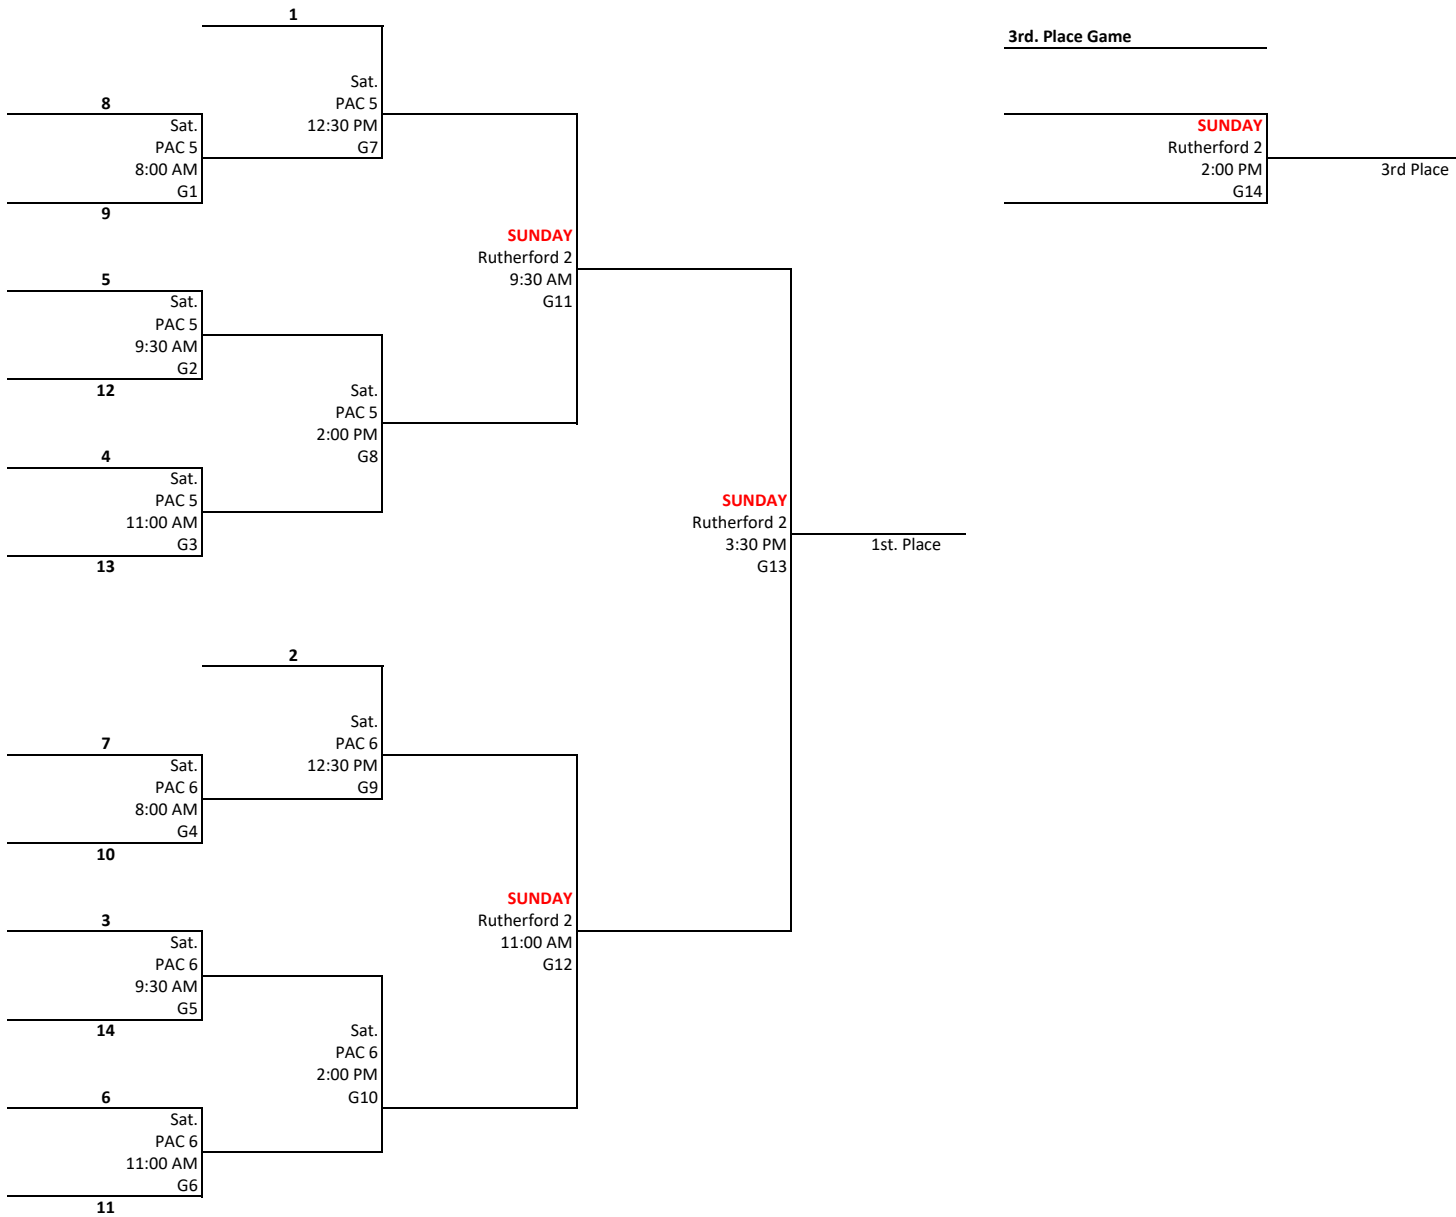 1
3rd. Place Game
Sat.
PAC 5
12:30 PM
G7
8
Sat.
PAC 5
8:00 AM
G1
9
SUNDAY
Rutherford 2
2:00 PM
G14
3rd Place
SUNDAY
Rutherford 2
9:30 AM
G11
5
Sat.
PAC 5
9:30 AM
G2
12
Sat.
PAC 5
2:00 PM
G8
4
Sat.
PAC 5
11:00 AM
G3
13
SUNDAY
Rutherford 2
3:30 PM
G13
1st. Place
2
Sat.
PAC 6
12:30 PM
G9
7
Sat.
PAC 6
8:00 AM
G4
10
SUNDAY
Rutherford 2
11:00 AM
G12
3
Sat.
PAC 6
9:30 AM
G5
14
Sat.
PAC 6
2:00 PM
G10
6
Sat.
PAC 6
11:00 AM
G6
11